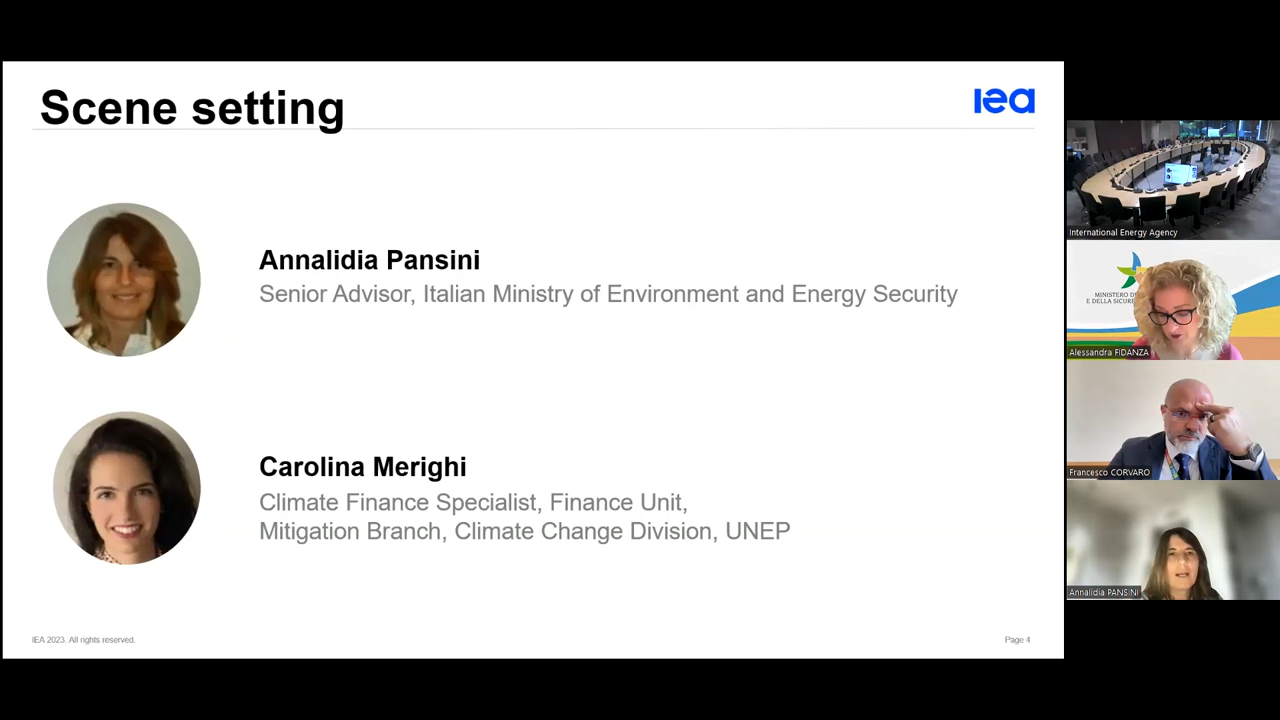 Scene setting
iea
Annalidia Pansini
Senior Advisor, Italian Ministry of Environment and Energy Security
Carolina Merighi
Climate Finance Specialist, Finance Unit,
Mitigation Branch, Climate Change Division, UNEP
IEA 2023. All rights reserved.
Page 4
International Energy Agency
MINISTERO
E DELLA
Alessandra FIDANZA
Francesco CORVARO
Annalidia PANSINI